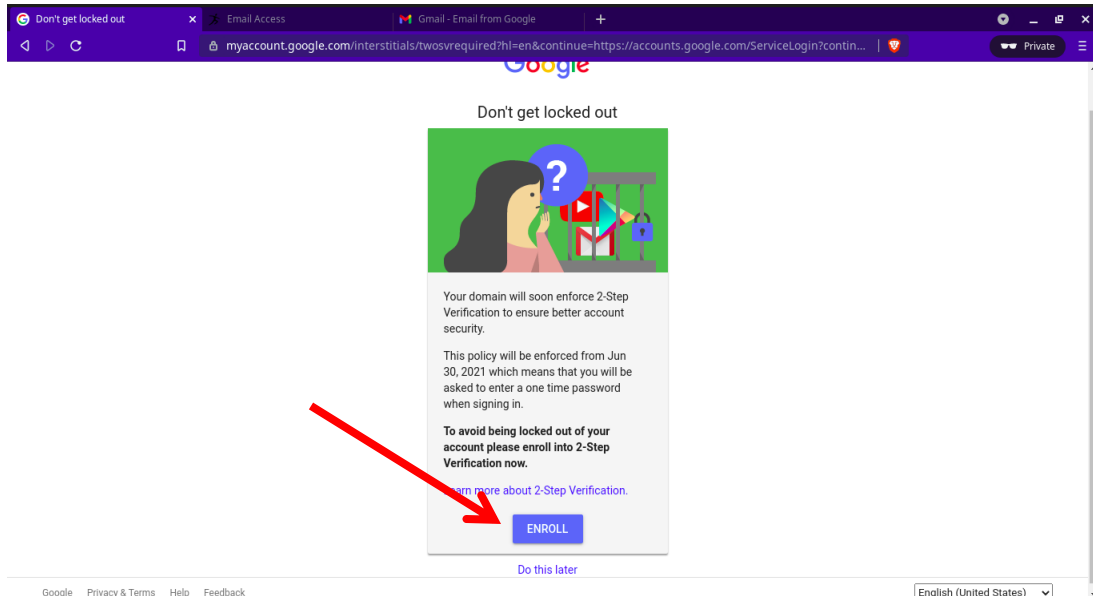 Don't get locked out
Email Access
Gmail - Email from Google
myaccount.google.com/interstitials/twosvrequired?hl=en&continue=https://accounts.google.com/ServiceLogin?contin...
Private
Google
Don't get locked out
?
Your domain will soon enforce 2-Step
Verification to ensure better account
security.
This policy will be enforced from Jun
30, 2021 which means that you will be
asked to enter a one time password
when signing in.
To avoid being locked out of your
account please enroll into 2-Step
Verification now.
Learn more about 2-Step Verification.
ENROLL
Do this later
Google Privacy & Terms Help Feedback
English (United States)